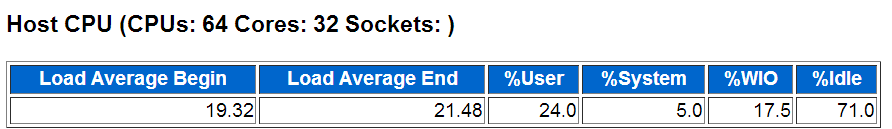 Host CPU (CPUs: 64 Cores: 32 Sockets: )
Load Average Begin Load Average End %User %System %WIO %Idle
19.32 21.48 24.0 5.0 17.5 71.0